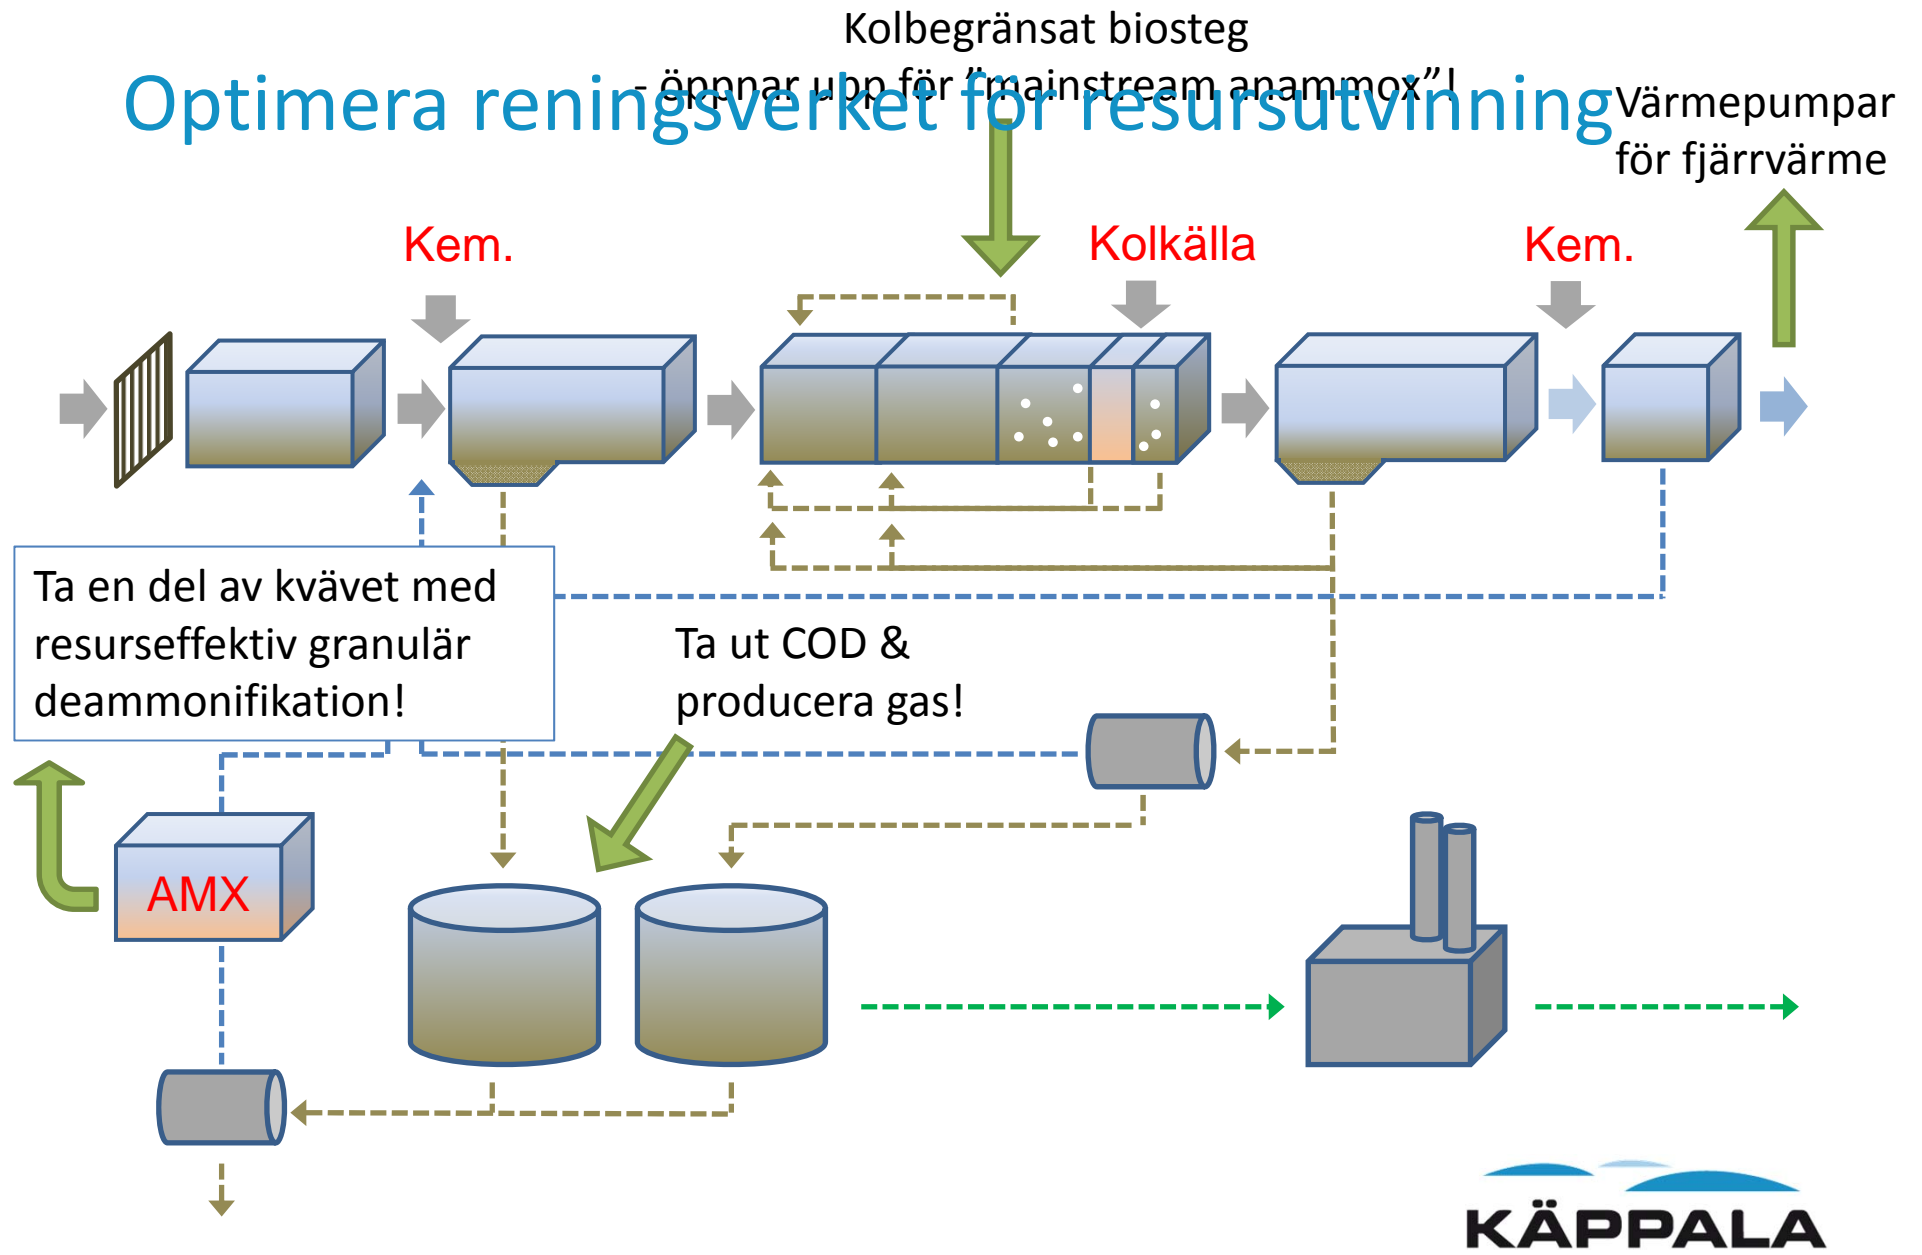 Kolbegränsat biosteg
- öppnar upp för ”mainstream anammox”!
Optimera reningsverket för resursutvinning
Värmepumpar
för fjärrvärme
Kem.
Kolkälla
Kem.
Ta en del av kvävet med
resurseffektiv granulär
deammonifikation!
Ta ut COD &
producera gas!
AMX
KÄPPALA